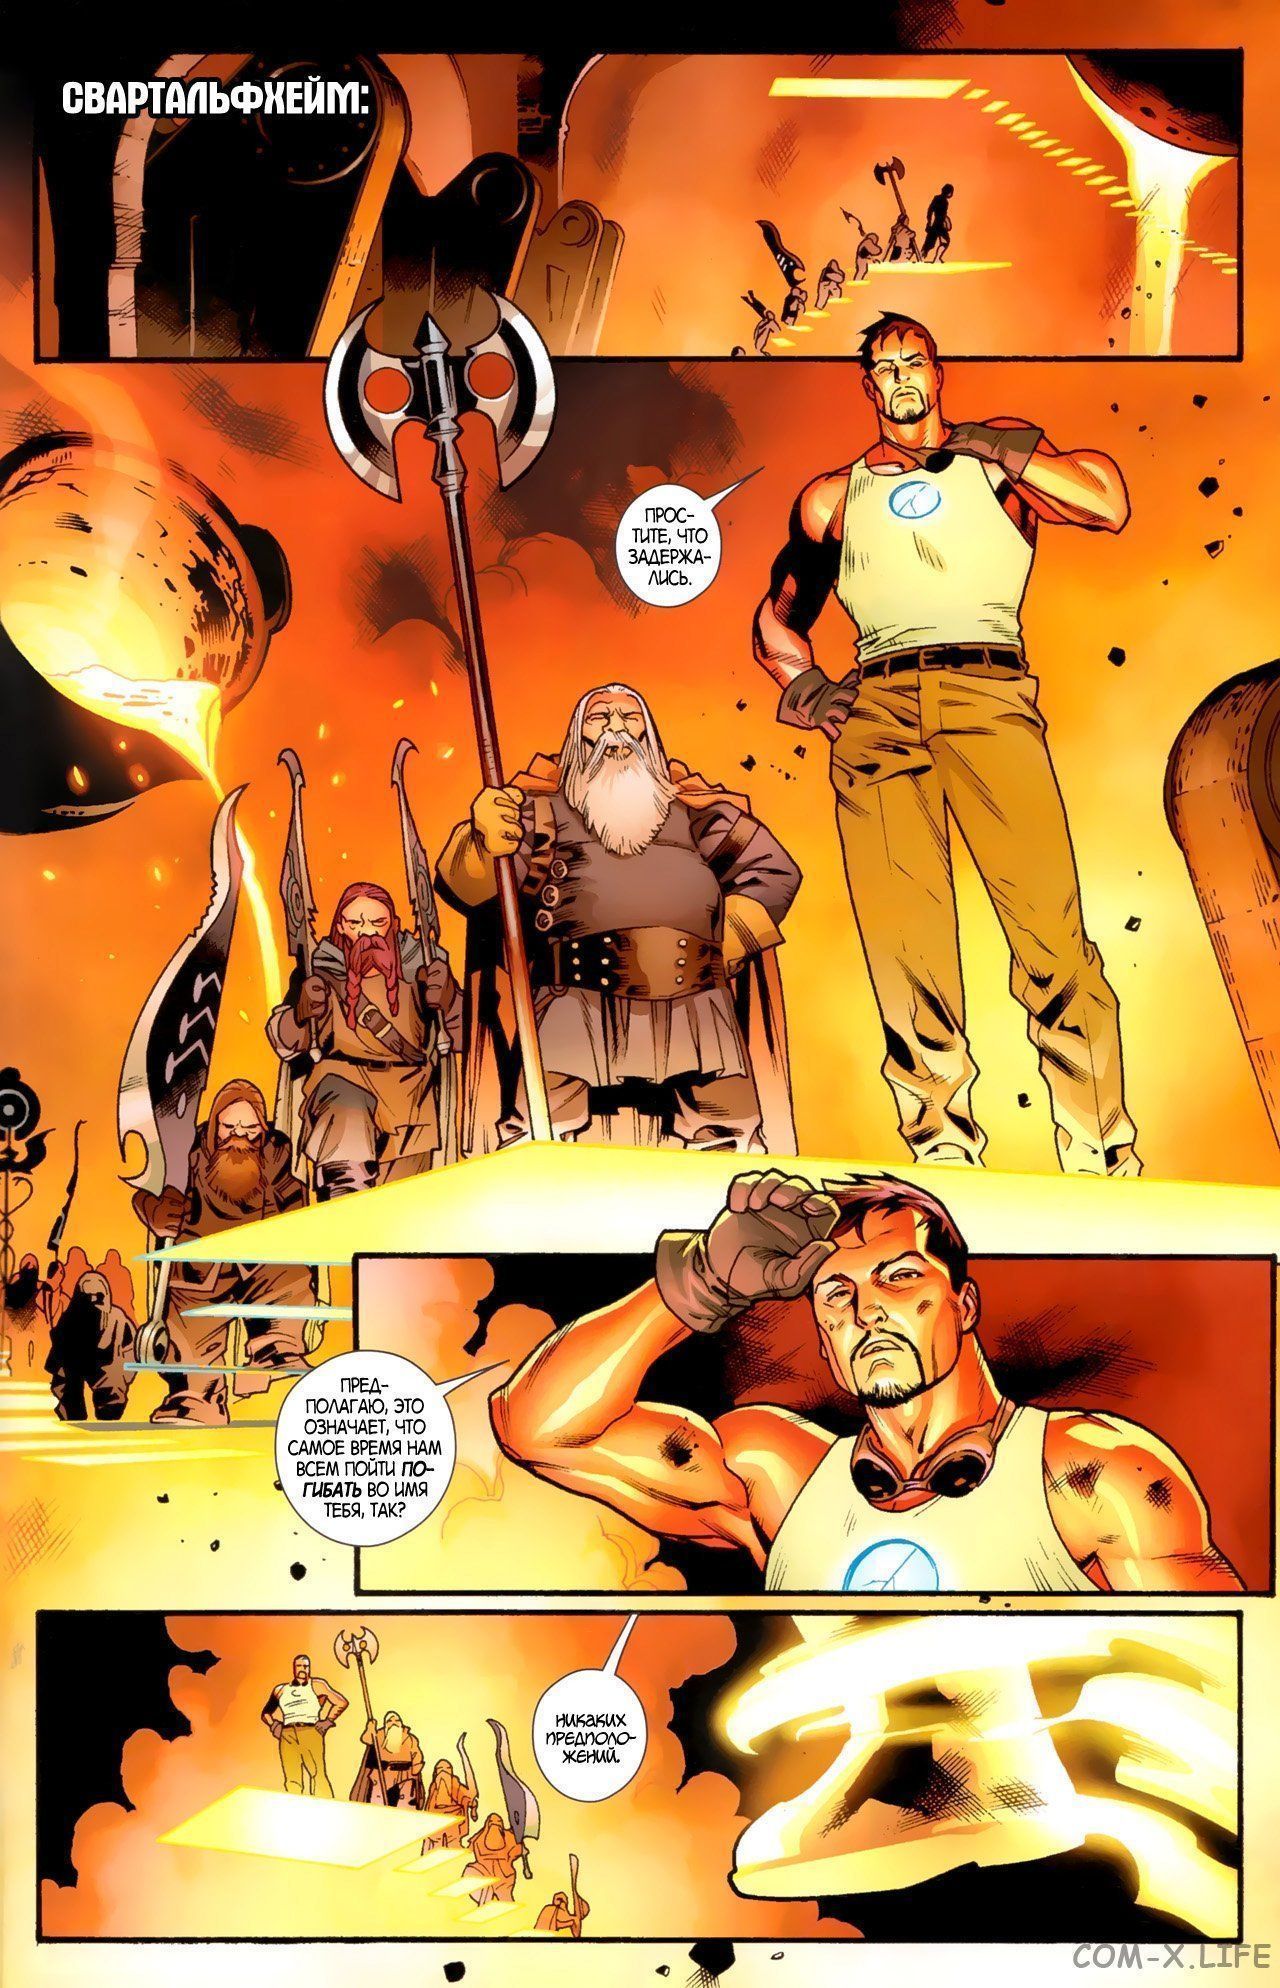 СВАРТАЛЬФХЕЙМ:
ПРОС-
ТИТЕ, ЧТО
ЗАДЕРЖА-
ЛИСЬ.
ПРЕД-
ПОЛАГАЮ, ЭТО
ОЗНАЧАЕТ, ЧТО
САМОЕ ВРЕМЯ НАМ
ВСЕМ ПОЙТИ ПО-
ГИБАТЬ ВО ИМЯ
ТЕБЯ, ТАК?
НИКАКИХ
ПРЕДПОЛО-
ЖЕНИЙ.
COM-X.LIFE